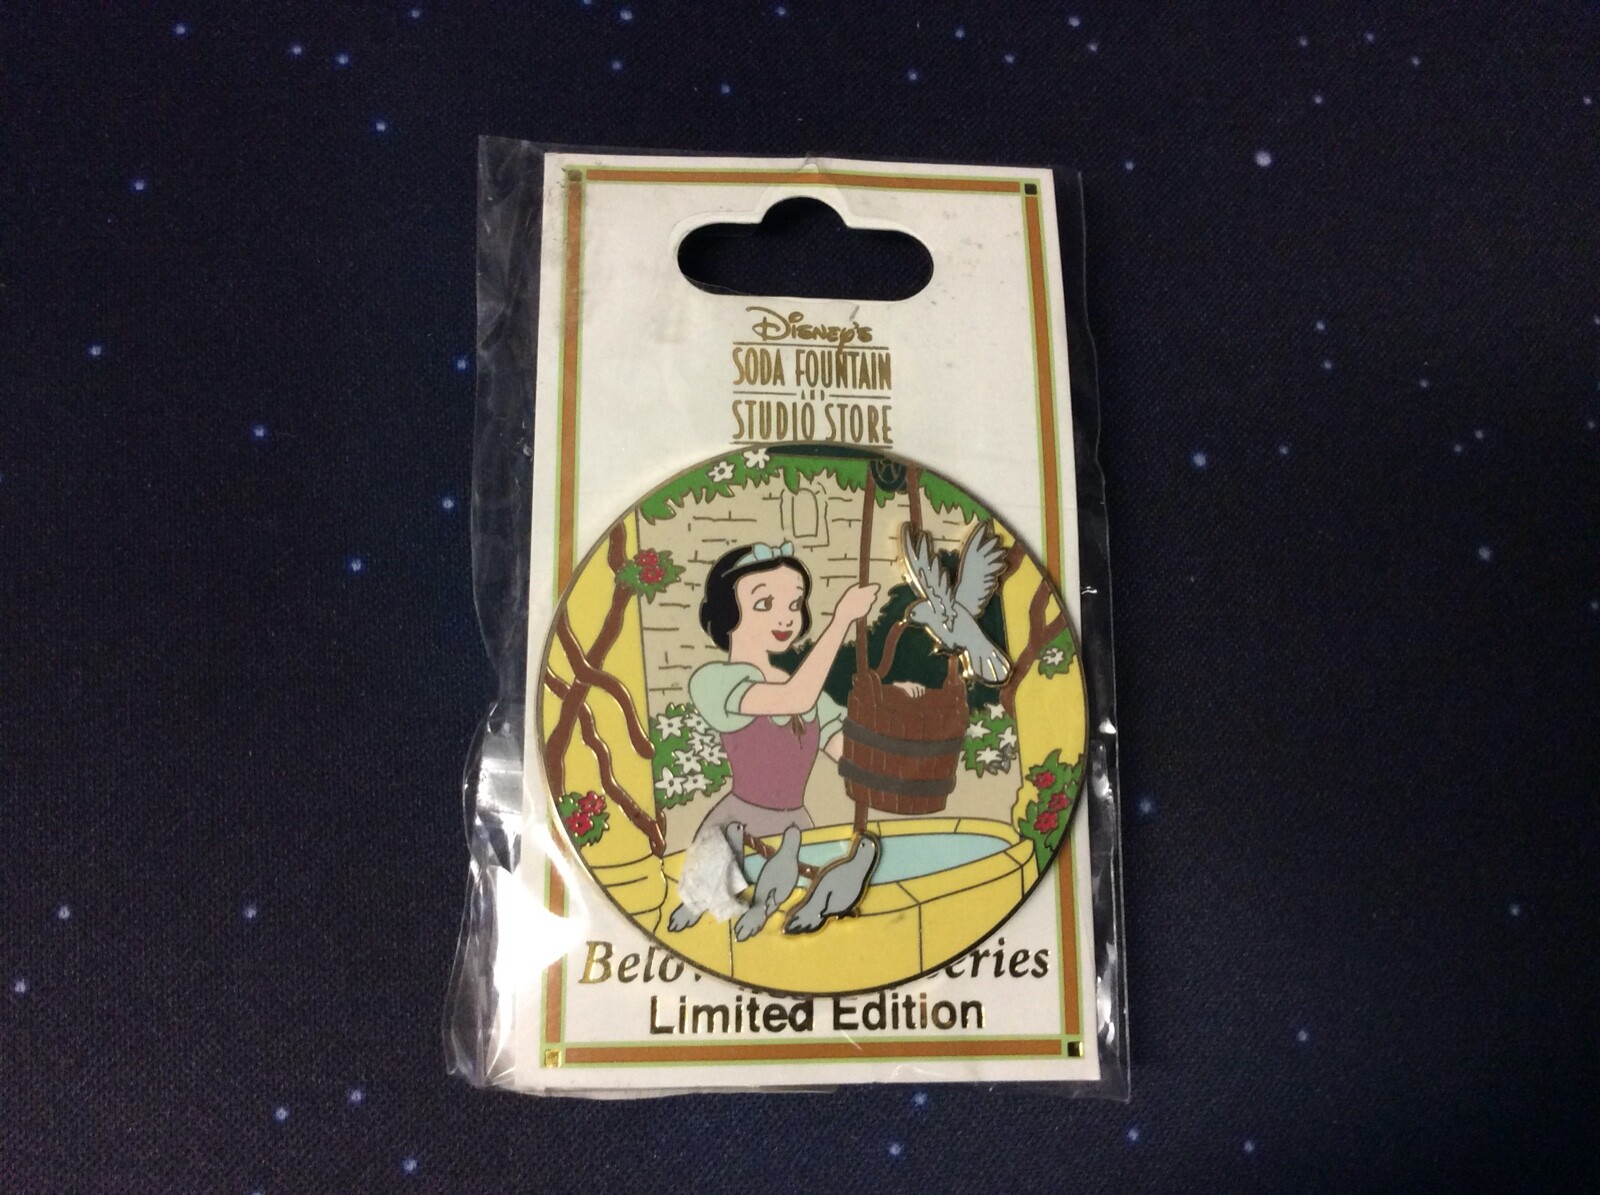 Disney's
SODA FOUNTAIN
AND
STUDIO STORE
Limited Edition